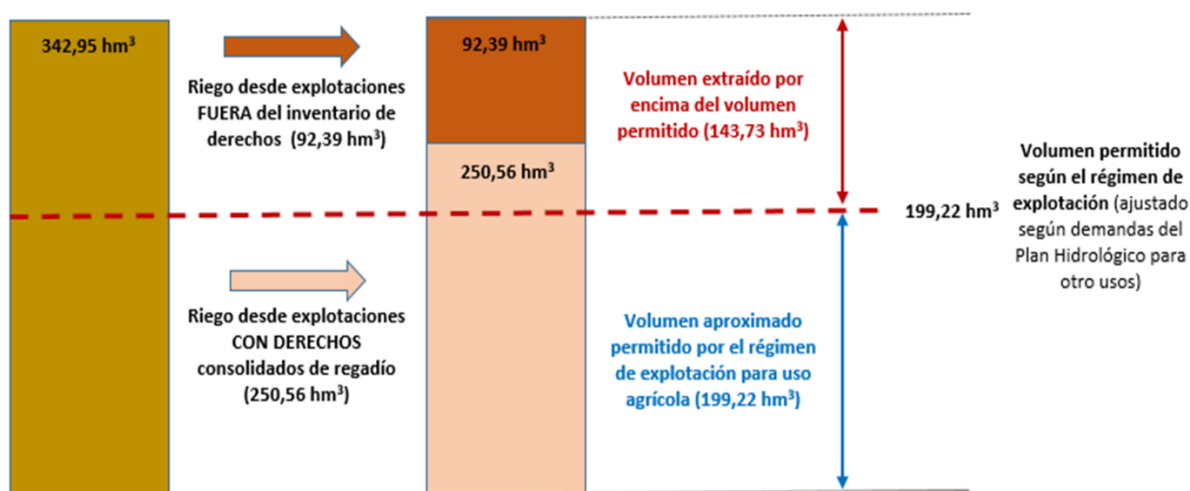 342,95 hm³
Riego desde explotaciones
FUERA del inventario de
derechos (92,39 hm³)
Riego desde explotaciones
CON DERECHOS
consolidados de regadío
(250,56 hm³)
92,39 hm³
250,56 hm³
Volumen extraído por
encima del volumen
permitido (143,73 hm³)
Volumen aproximado
permitido por el régimen
de explotación para uso
agrícola (199,22 hm³)
199,22 hm³
Volumen permitido
según el régimen de
explotación (ajustado
según demandas del
Plan Hidrológico para
otro usos)